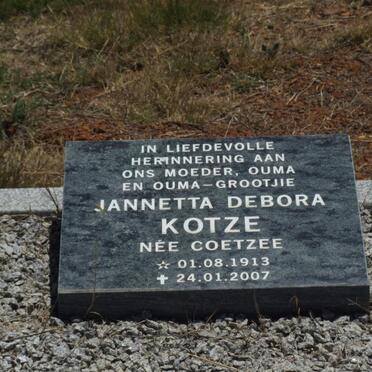 IN LIEFDEVOLLE
HERINNERING AAN
ONS MOEDER, OUMA
EN OUMA-GROOTJIE
JANNETTA DEBORA
KOTZE
NÉE COETZEE
☆ 01.08.1913
✝ 24.01.2007